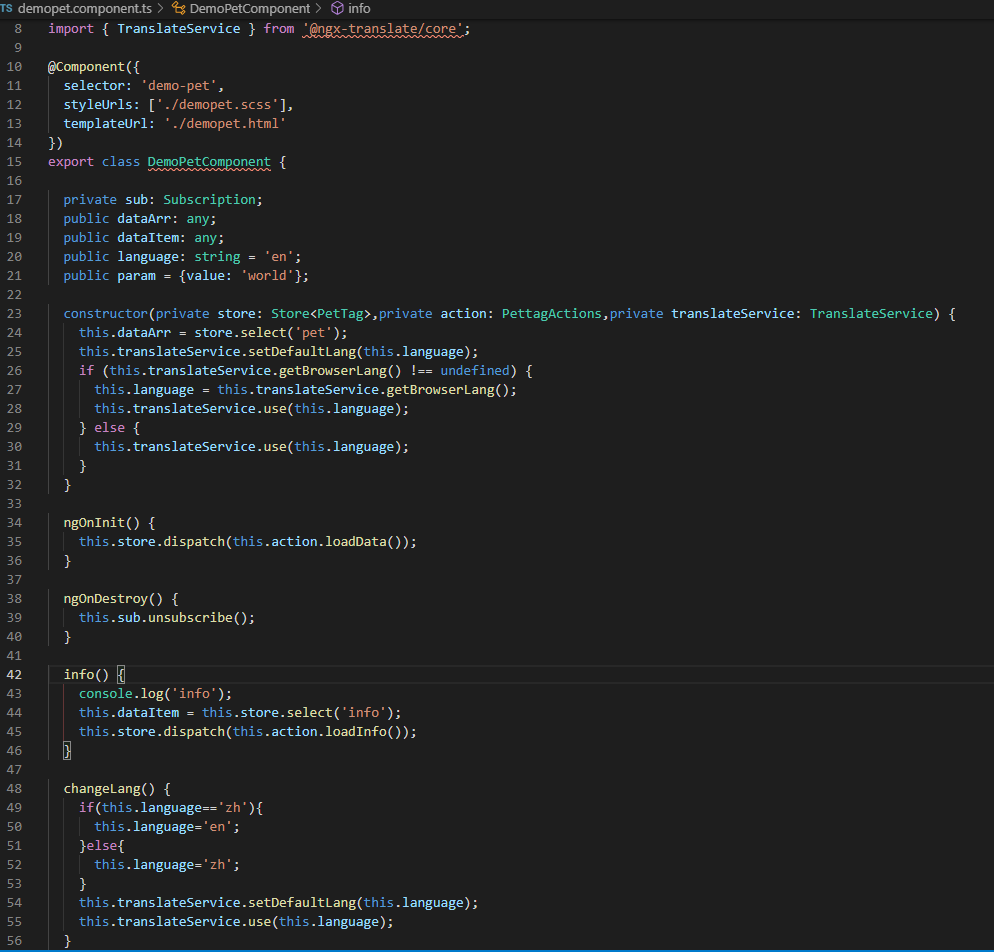 TS demopet.component.ts > DemoPetComponent > info
8 import { TranslateService } from '@ngx-translate/core';
9
10 @Component({
11   selector: 'demo-pet',
12   styleUrls: ['./demopet.scss'],
13   templateUrl: './demopet.html'
14 })
15 export class DemoPetComponent {
16
17   private sub: Subscription;
18   public dataArr: any;
19   public dataItem: any;
20   public language: string = 'en';
21   public param = {value: 'world'};
22
23   constructor(private store: Store<PetTag>,private action: PettagActions,private translateService: TranslateService) {
24     this.dataArr = store.select('pet');
25     this.translateService.setDefaultLang(this.language);
26     if (this.translateService.getBrowserLang() !== undefined) {
27       this.language = this.translateService.getBrowserLang();
28       this.translateService.use(this.language);
29     } else {
30       this.translateService.use(this.language);
31     }
32   }
33
34   ngOnInit() {
35     this.store.dispatch(this.action.loadData());
36   }
37
38   ngOnDestroy() {
39     this.sub.unsubscribe();
40   }
41
42   info() {
43     console.log('info');
44     this.dataItem = this.store.select('info');
45     this.store.dispatch(this.action.loadInfo());
46   }
47
48   changeLang() {
49     if(this.language=='zh'){
50       this.language='en';
51     }else{
52       this.language='zh';
53     }
54     this.translateService.setDefaultLang(this.language);
55     this.translateService.use(this.language);
56   }